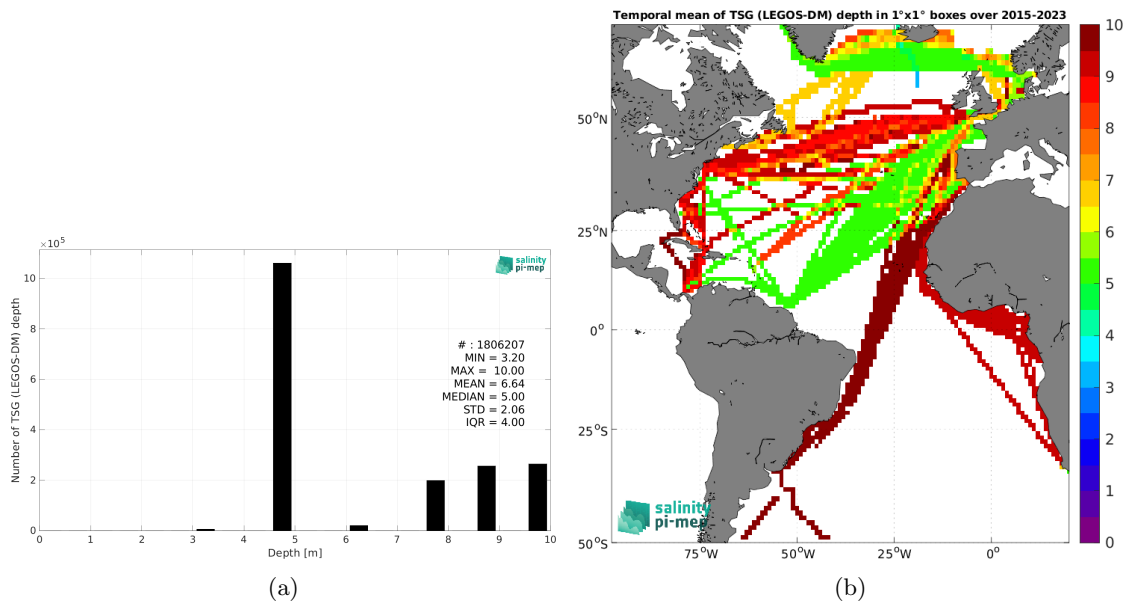 ×10⁵
10
8
6
4
2
0
Number of TSG (LEGOS-DM) depth
salinity
pi-mep
# : 1806207
MIN = 3.20
MAX = 10.00
MEAN = 6.64
MEDIAN = 5.00
STD = 2.06
IQR = 4.00
0 1 2 3 4 5 6 7 8 9 10
Depth [m]
(a)
Temporal mean of TSG (LEGOS-DM) depth in 1°x1° boxes over 2015-2023
50°N
25°N
0°
25°S
50°S
75°W 50°W 25°W 0°
salinity
pi-mep
10
9
8
7
6
5
4
3
2
1
0
(b)